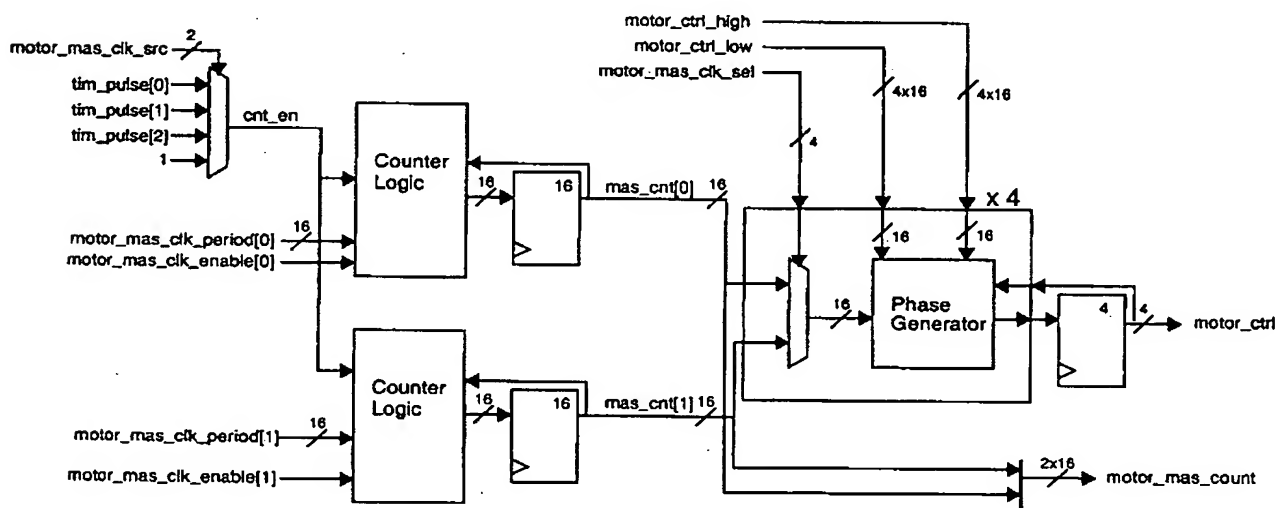 motor_ctrl_high
motor_ctrl_low
motor_mas_clk_sel
motor_mas_clk_src
2
tim_pulse[0]
tim_pulse[1]
tim_pulse[2]
1
cnt_en
4
4x16
4x16
Counter
Logic
16
16
mas_cnt[0]
16
x 4
motor_mas_clk_period[0]
16
motor_mas_clk_enable[0]
16
16
16
Phase
Generator
4
4
motor_ctrl
Counter
Logic
16
16
mas_cnt[1]
16
motor_mas_clk_period[1]
16
motor_mas_clk_enable[1]
2x16
motor_mas_count